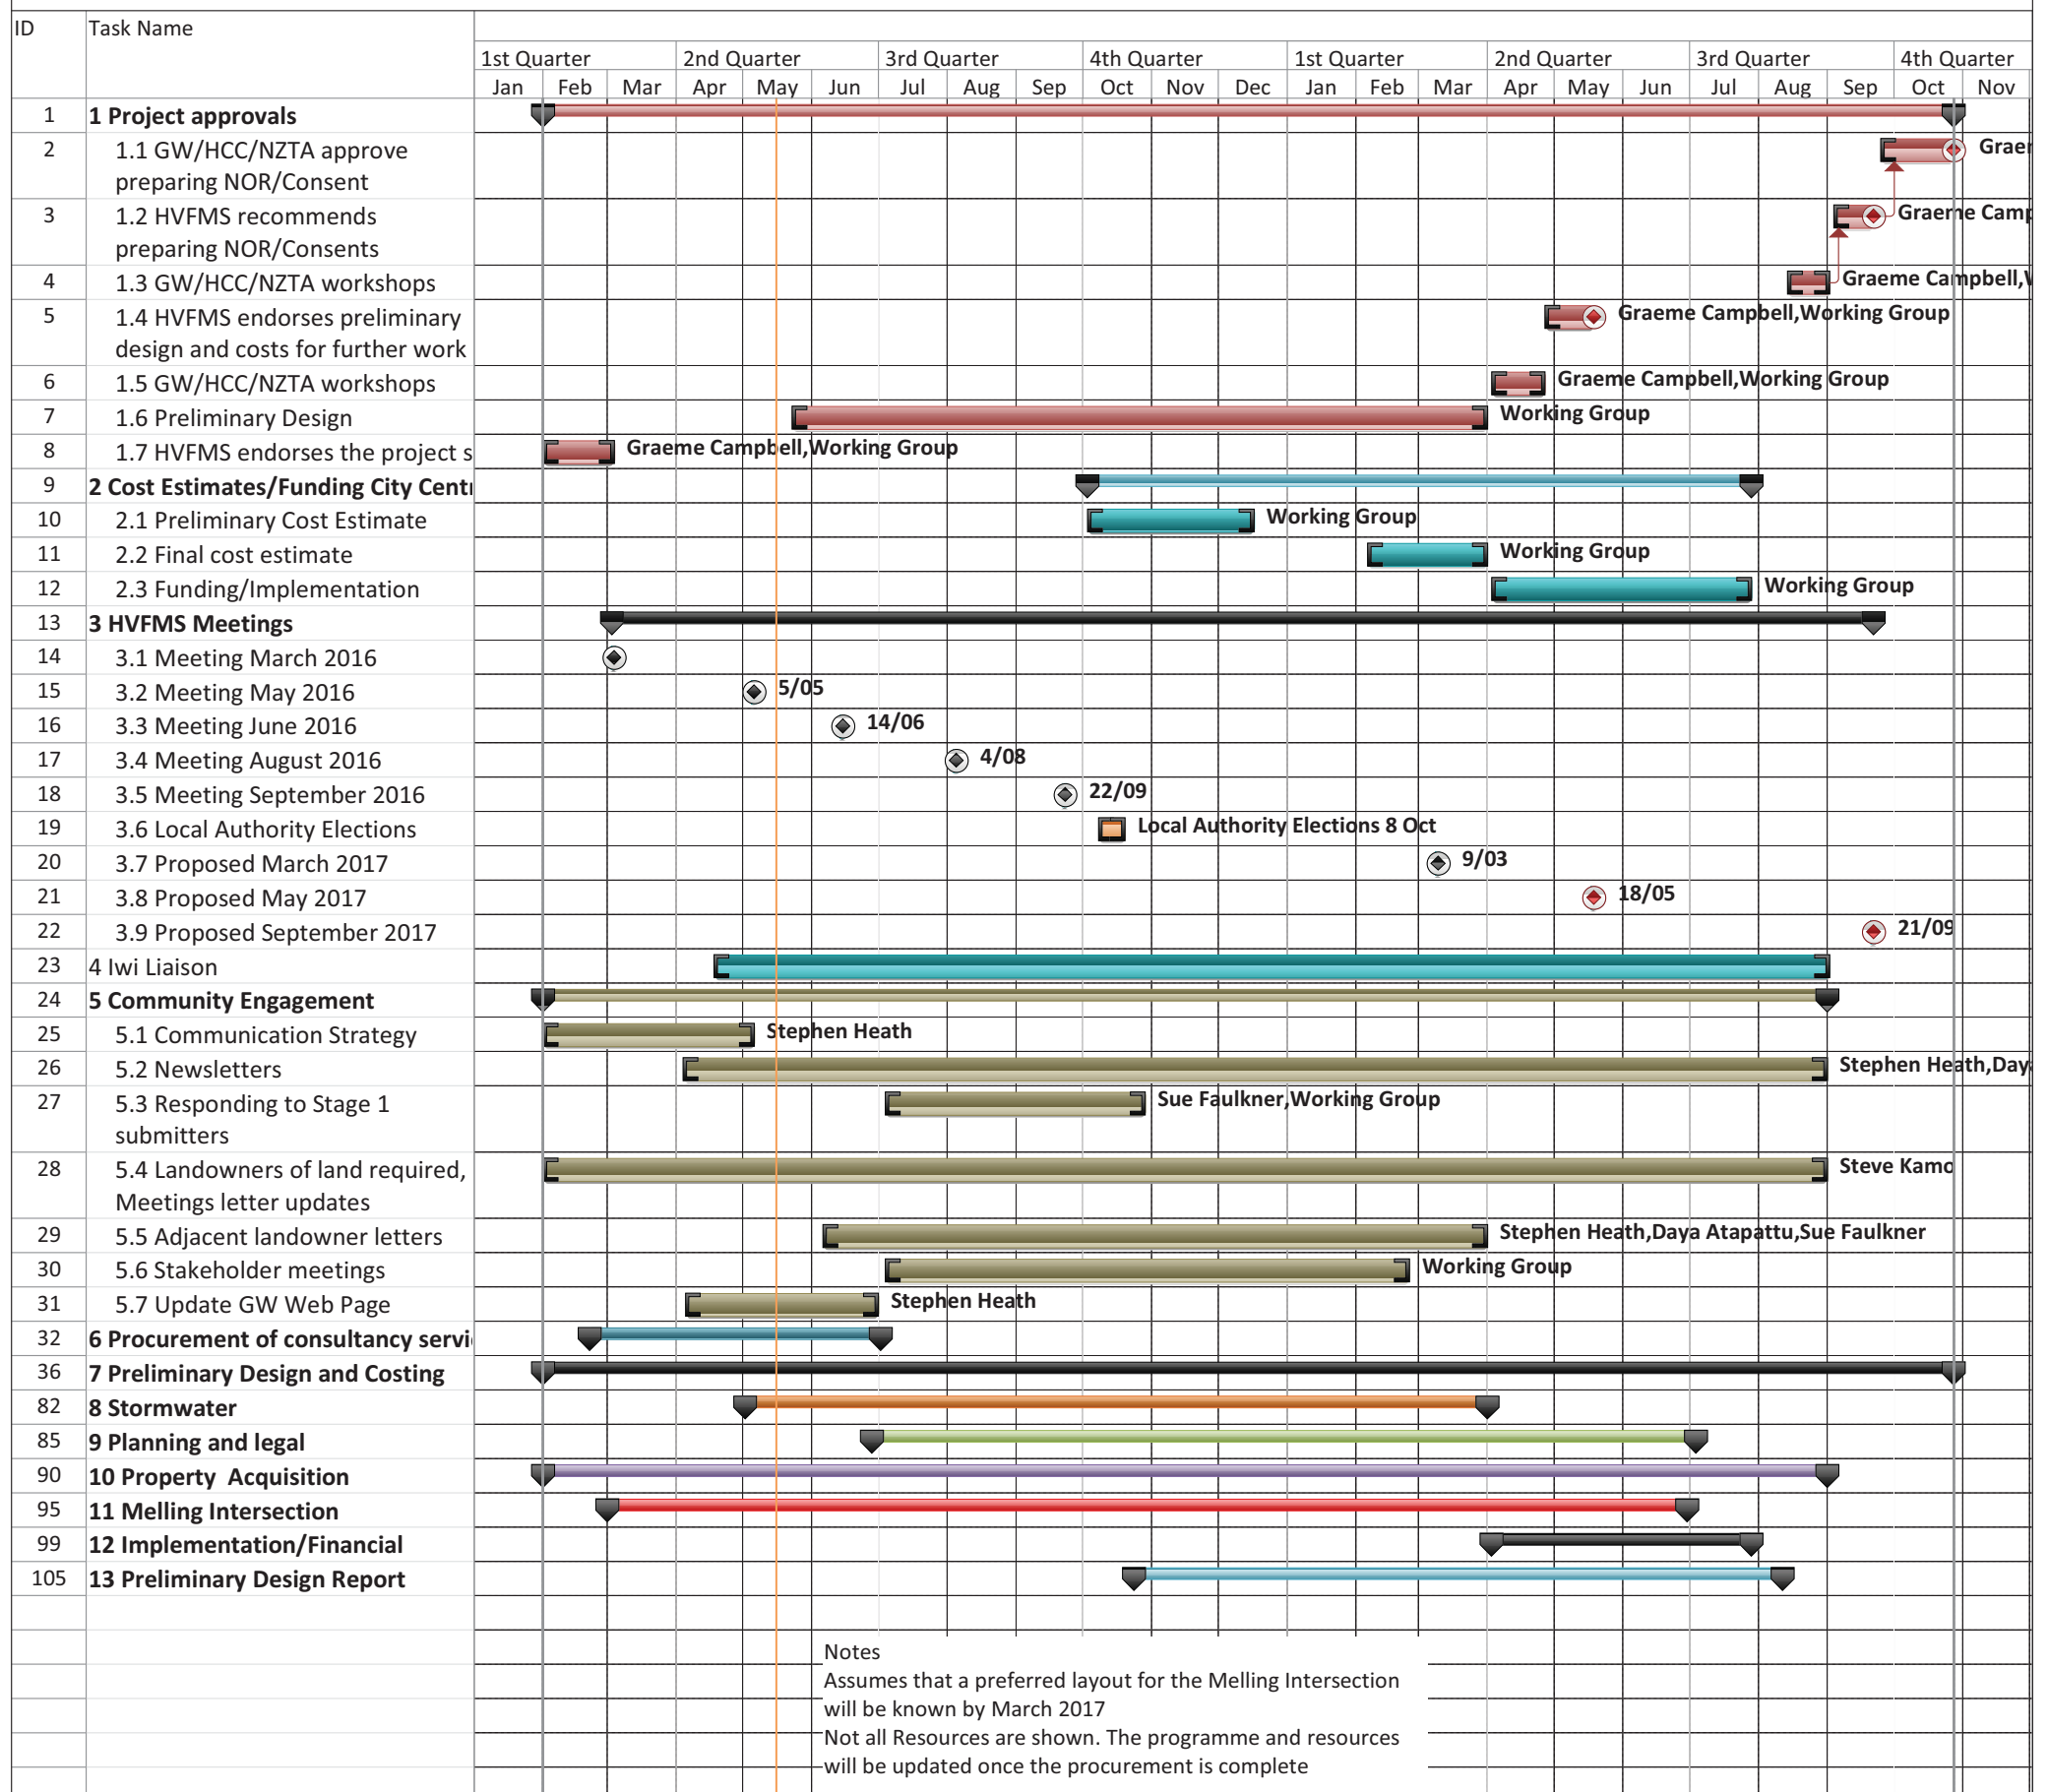 ID Task Name
1st Quarter 2nd Quarter 3rd Quarter 4th Quarter 1st Quarter 2nd Quarter 3rd Quarter 4th Quarter
Jan Feb Mar Apr May Jun Jul Aug Sep Oct Nov Dec Jan Feb Mar Apr May Jun Jul Aug Sep Oct Nov
1 1 Project approvals
2 1.1 GW/HCC/NZTA approve
preparing NOR/Consent
Graem
3 1.2 HVFMS recommends
preparing NOR/Consents
Graeme Camp
4 1.3 GW/HCC/NZTA workshops Graeme Campbell,W
5 1.4 HVFMS endorses preliminary
design and costs for further work
Graeme Campbell,Working Group
6 1.5 GW/HCC/NZTA workshops Graeme Campbell,Working Group
7 1.6 Preliminary Design Working Group
8 1.7 HVFMS endorses the project s Graeme Campbell,Working Group
9 2 Cost Estimates/Funding City Centr
10 2.1 Preliminary Cost Estimate Working Group
11 2.2 Final cost estimate Working Group
12 2.3 Funding/Implementation Working Group
13 3 HVFMS Meetings
14 3.1 Meeting March 2016
15 3.2 Meeting May 2016 5/05
16 3.3 Meeting June 2016 14/06
17 3.4 Meeting August 2016 4/08
18 3.5 Meeting September 2016 22/09
19 3.6 Local Authority Elections Local Authority Elections 8 Oct
20 3.7 Proposed March 2017 9/03
21 3.8 Proposed May 2017 18/05
22 3.9 Proposed September 2017 21/09
23 4 Iwi Liaison
24 5 Community Engagement
25 5.1 Communication Strategy Stephen Heath
26 5.2 Newsletters Stephen Heath,Daya
27 5.3 Responding to Stage 1
submitters
Sue Faulkner,Working Group
28 5.4 Landowners of land required,
Meetings letter updates
Steve Kamo
29 5.5 Adjacent landowner letters Stephen Heath,Daya Atapattu,Sue Faulkner
30 5.6 Stakeholder meetings Working Group
31 5.7 Update GW Web Page Stephen Heath
32 6 Procurement of consultancy servi
36 7 Preliminary Design and Costing
82 8 Stormwater
85 9 Planning and legal
90 10 Property Acquisition
95 11 Melling Intersection
99 12 Implementation/Financial
105 13 Preliminary Design Report
Notes
Assumes that a preferred layout for the Melling Intersection
will be known by March 2017
Not all Resources are shown. The programme and resources
will be updated once the procurement is complete